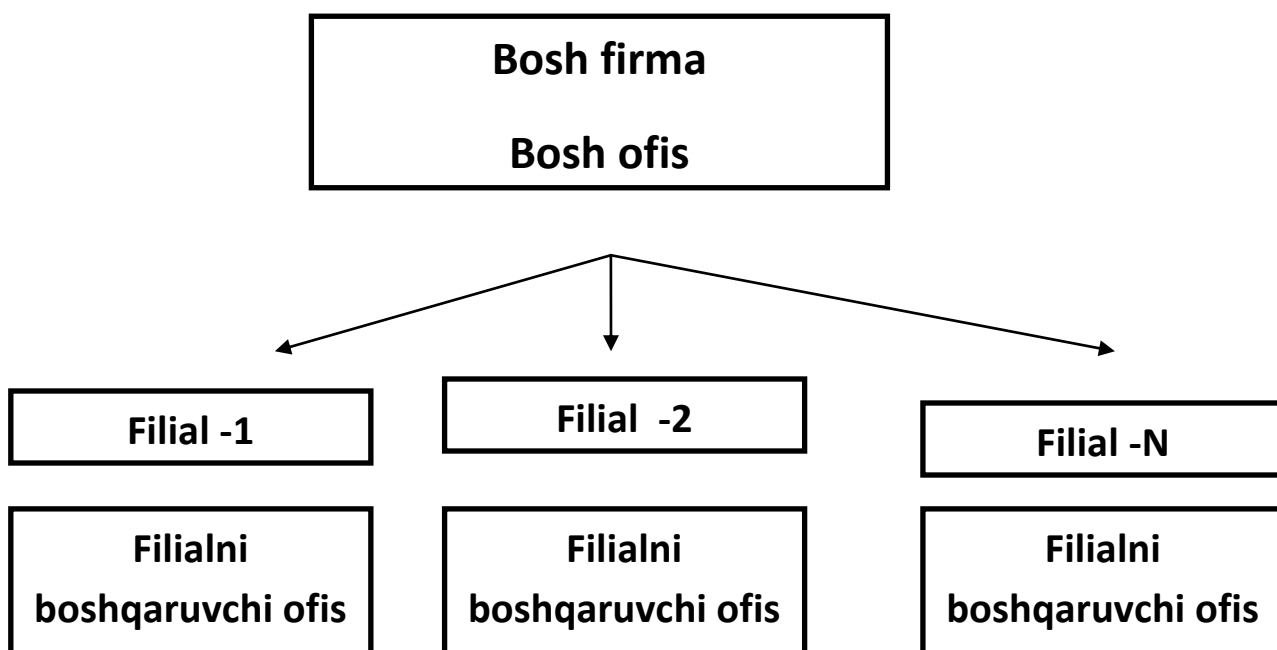 Bosh firma
Bosh ofis
Filial -1
Filial -2
Filial -N
Filialni
boshqaruvchi ofis
Filialni
boshqaruvchi ofis
Filialni
boshqaruvchi ofis